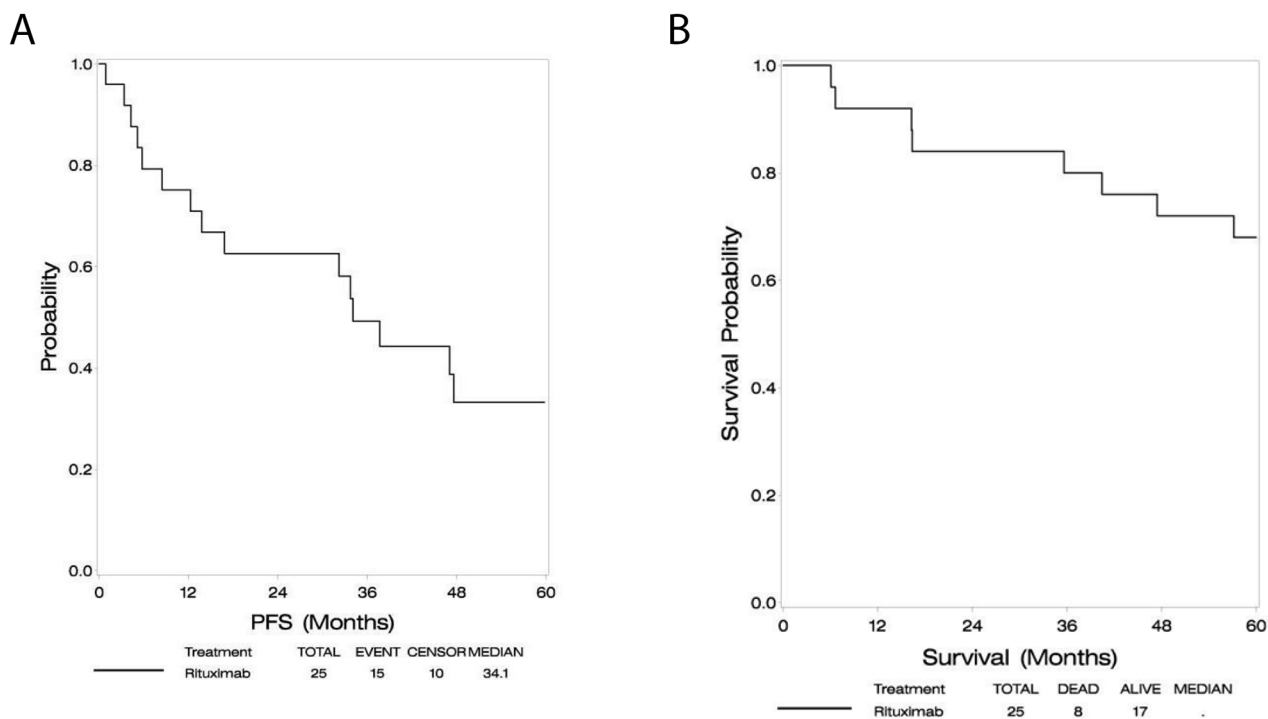 A
1.0
0.8
0.6
0.4
0.2
0.0
Probability
0 12 24 36 48 60
PFS (Months)
Treatment TOTAL EVENT CENSOR MEDIAN
Rituximab 25 15 10 34.1
B
1.0
0.8
0.6
0.4
0.2
0.0
Survival Probability
0 12 24 36 48 60
Survival (Months)
Treatment TOTAL DEAD ALIVE MEDIAN
Rituximab 25 8 17 .